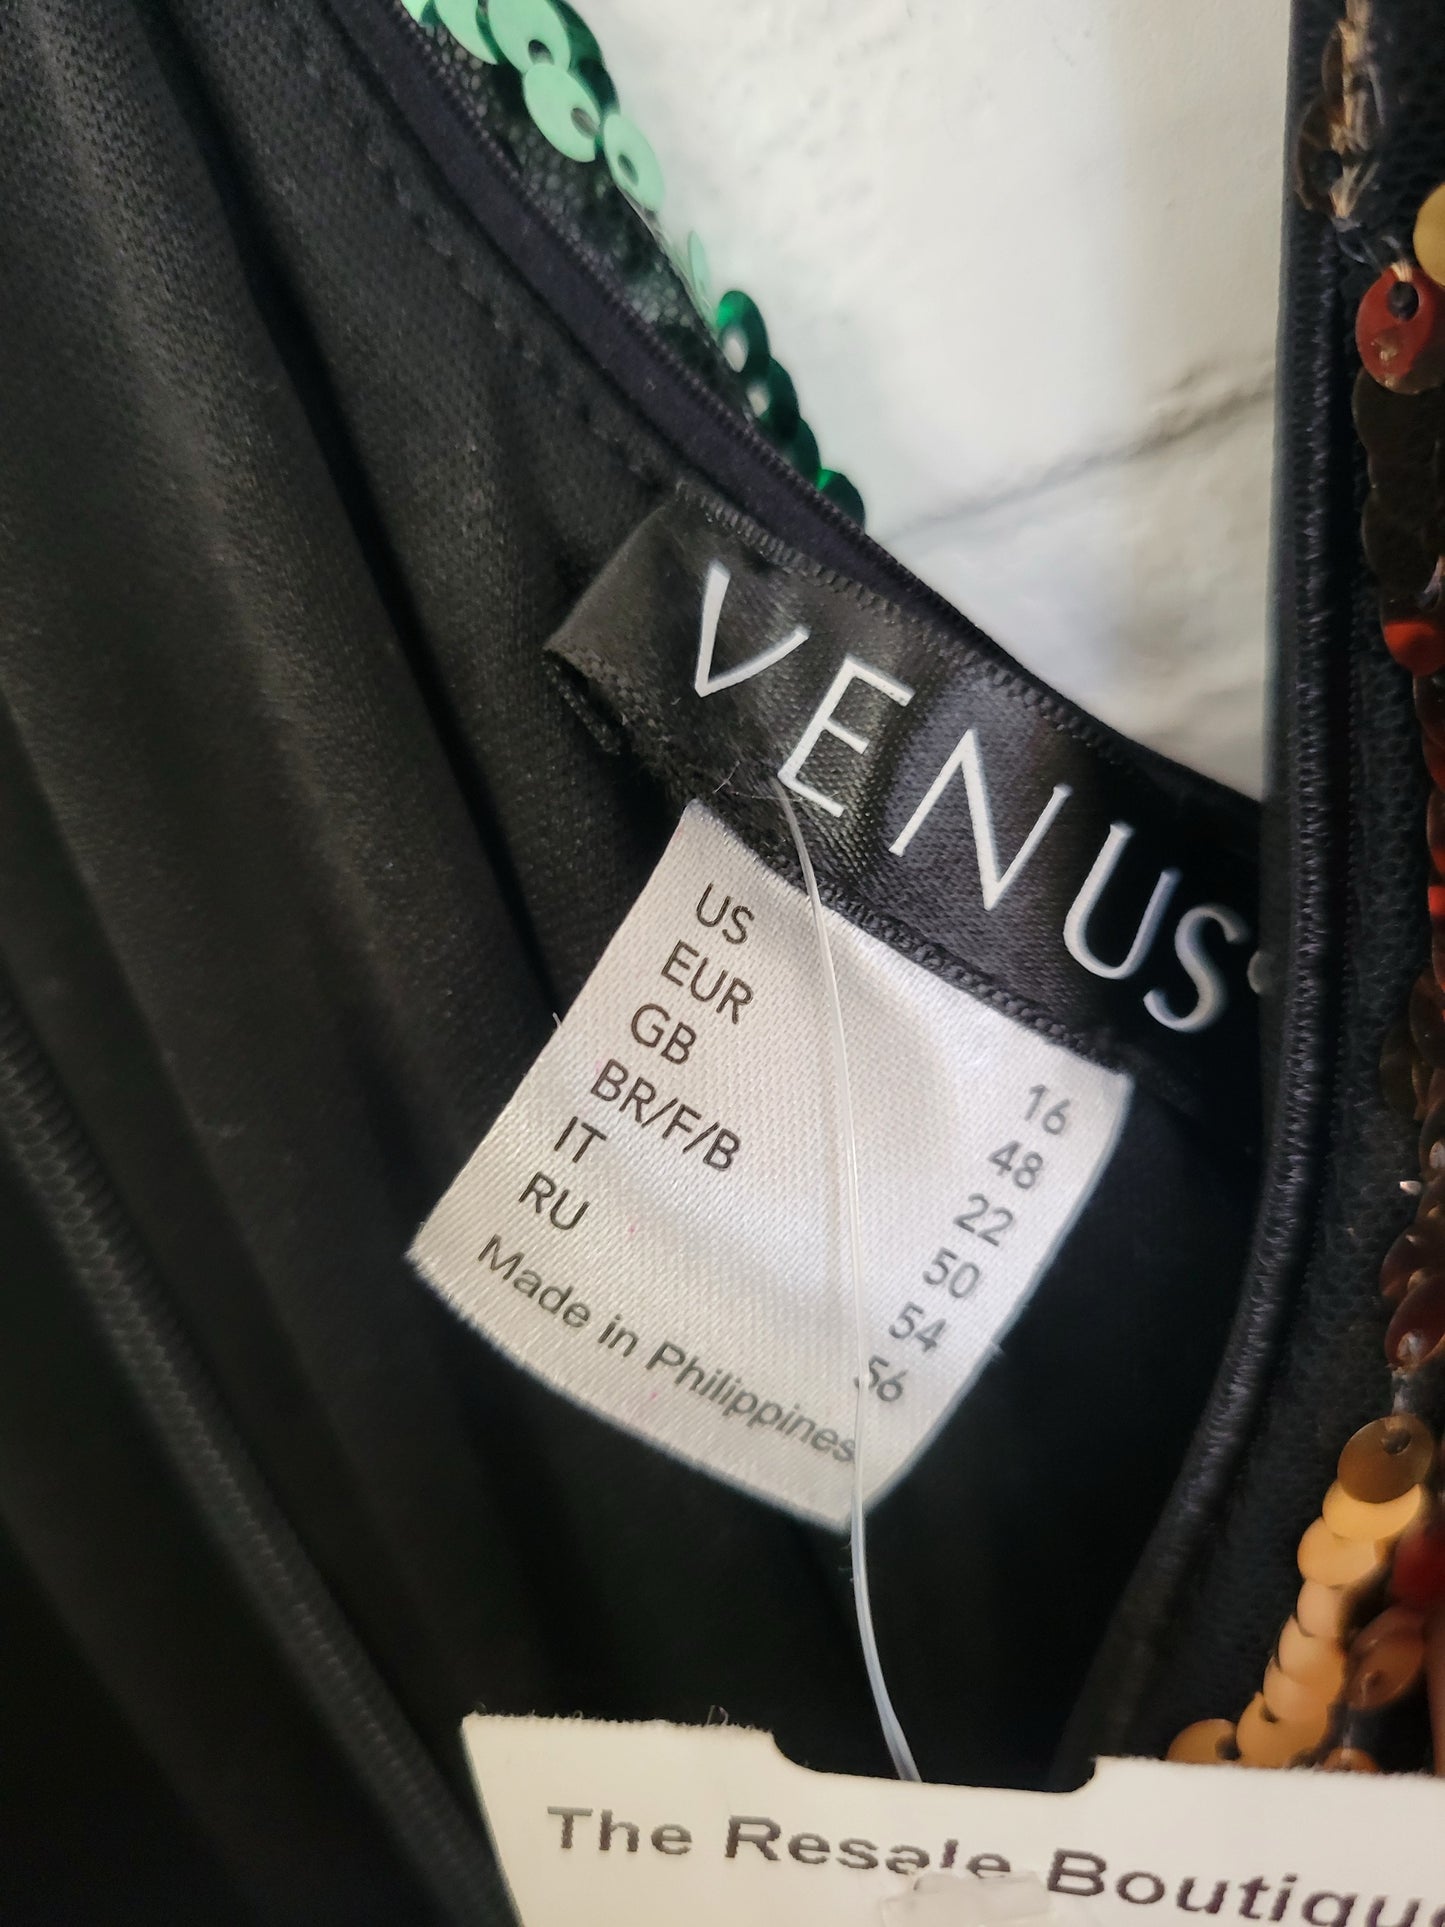 VENUS
US 16
EUR 48
GB 22
BR/F/B 50
IT 54
RU 56
Made in Philippines
The Resale Boutique